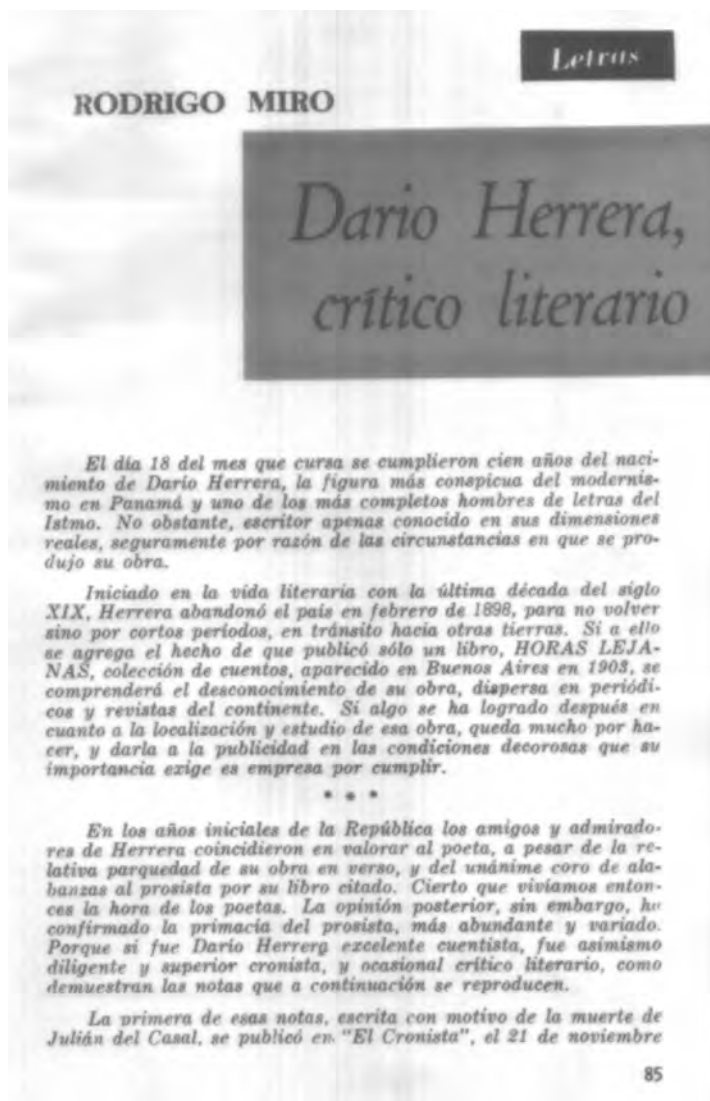 Letras
RODRIGO MIRO
Dario Herrera,
crítico literario
El día 18 del mes que cursa se cumplieron cien años del naci-
miento de Darío Herrera, la figura más conspicua del modernis-
mo en Panamá y uno de los más completos hombres de letras del
Istmo. No obstante, escritor apenas conocido en sus dimensiones
reales, seguramente por razón de las circunstancias en que se pro-
dujo su obra.
Iniciado en la vida literaria con la última década del siglo
XIX, Herrera abandonó el país en febrero de 1898, para no volver
sino por cortos períodos, en tránsito hacia otras tierras. Si a ello
se agrega el hecho de que publicó sólo un libro, HORAS LEJA-
NAS, colección de cuentos, aparecido en Buenos Aires en 1903, se
comprenderá el desconocimiento de su obra, dispersa en periódi-
cos y revistas del continente. Si algo se ha logrado después en
cuanto a la localización y estudio de esa obra, queda mucho por ha-
cer, y darla a la publicidad en las condiciones decorosas que su
importancia exige es empresa por cumplir.
* * *
En los años iniciales de la República los amigos y admirado-
res de Herrera coincidieron en valorar al poeta, a pesar de la re-
lativa parquedad de su obra en verso, y del unánime coro de ala-
banzas al prosista por su libro citado. Cierto que vivíamos enton-
ces la hora de los poetas. La opinión posterior, sin embargo, ha
confirmado la primacía del prosista, más abundante y variado.
Porque si fue Darío Herrerg excelente cuentista, fue asimismo
diligente y superior cronista, y ocasional crítico literario, como
demuestran las notas que a continuación se reproducen.
La primera de esas notas, escrita con motivo de la muerte de
Julián del Casal, se publicó en "El Cronista", el 21 de noviembre
85